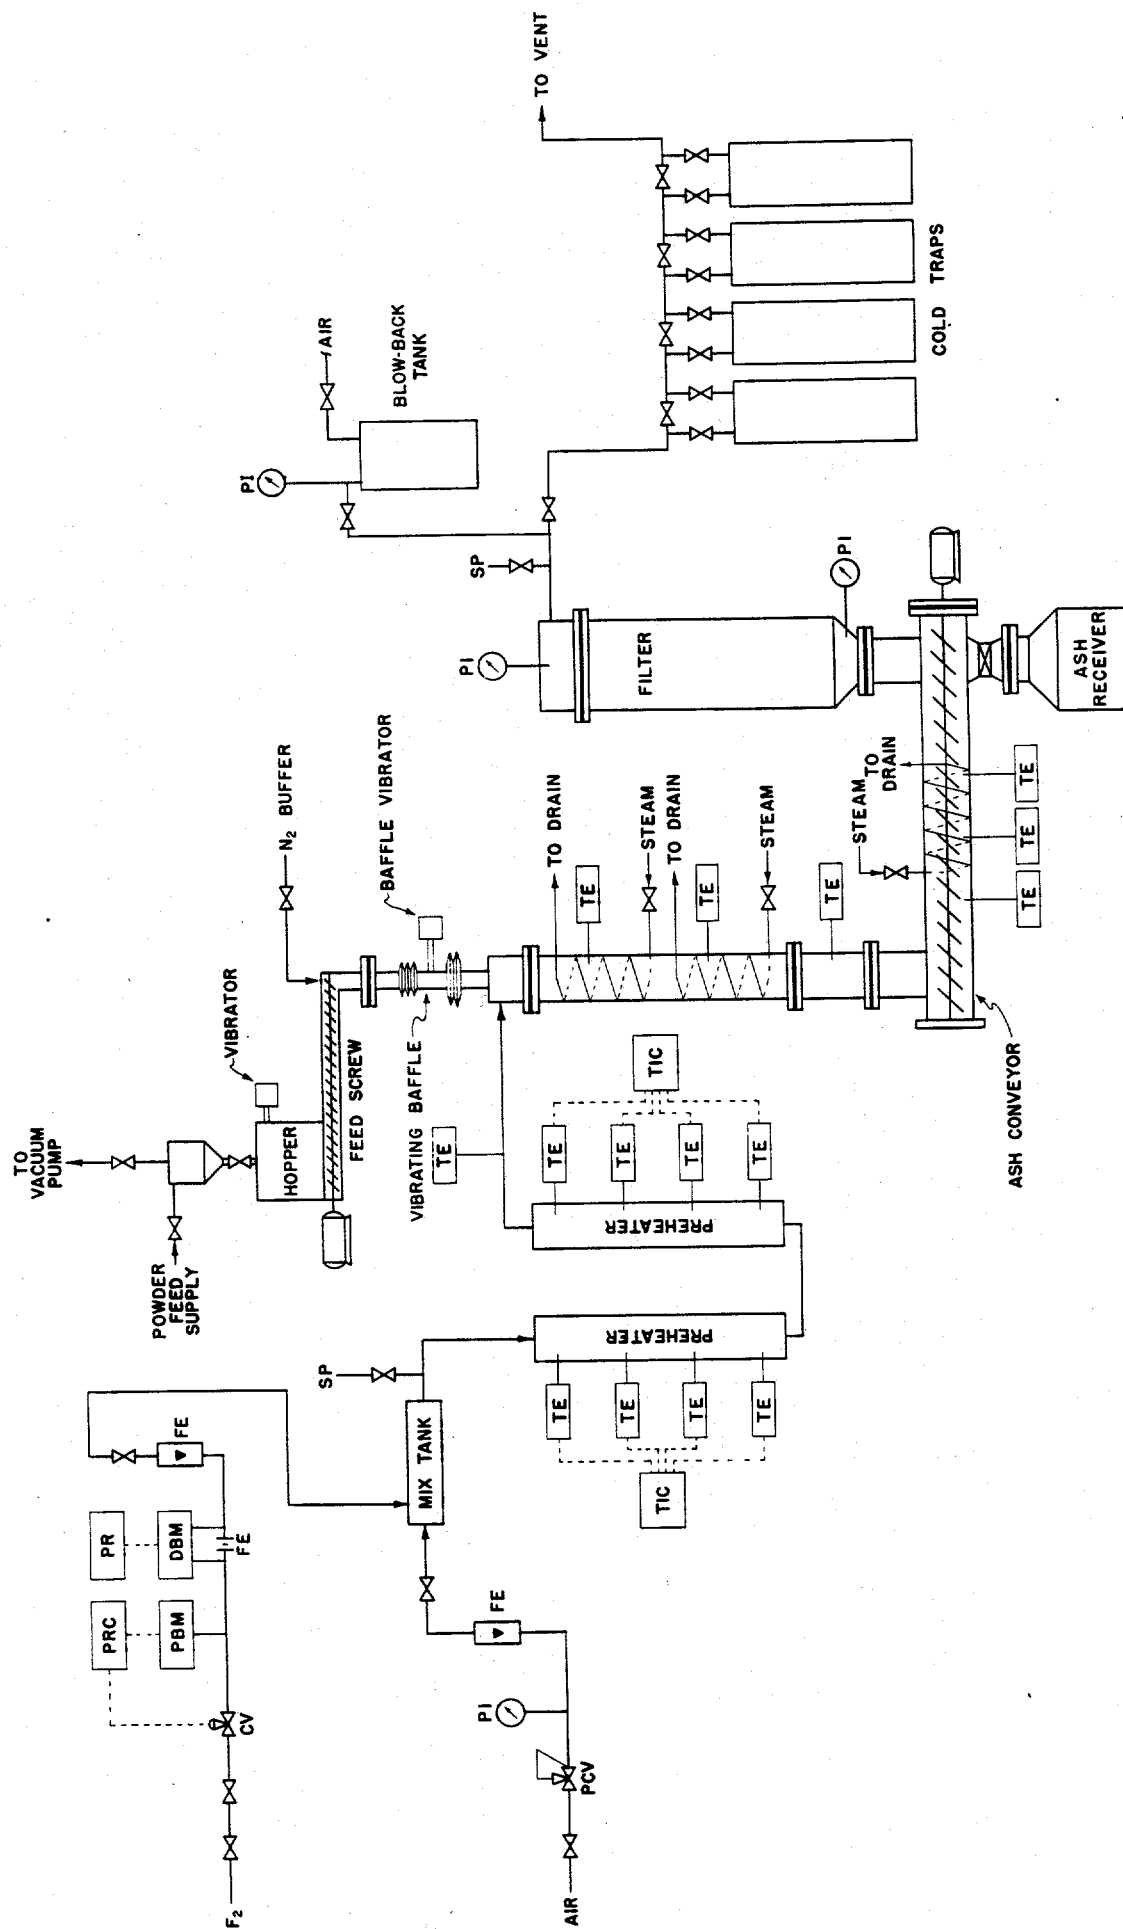 F2
CV
PRC
PBM
PR
DBM
FE
FE
AIR
PCV
PI
FE
MIX TANK
SP
TIC
TE
TE
TE
TE
PREHEATER
PREHEATER
TE
TE
TE
TE
TIC
TE
POWDER
FEED
SUPPLY
TO
VACUUM
PUMP
HOPPER
VIBRATOR
FEED SCREW
N2 BUFFER
VIBRATING BAFFLE
BAFFLE VIBRATOR
TO DRAIN
TE
STEAM
TO DRAIN
TE
STEAM
TE
ASH CONVEYOR
STEAM
TO
DRAIN
TE
TE
TE
PI
FILTER
PI
ASH
RECEIVER
SP
PI
AIR
BLOW-BACK
TANK
COLD TRAPS
TO VENT